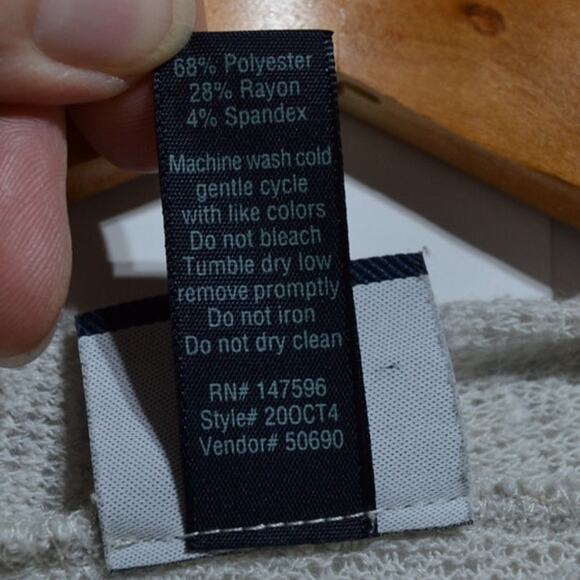 68% Polyester
28% Rayon
4% Spandex
Machine wash cold
gentle cycle
with like colors
Do not bleach
Tumble dry low
remove promptly
Do not iron
Do not dry clean
RN# 147596
Style# 20OCT4
Vendor# 50690